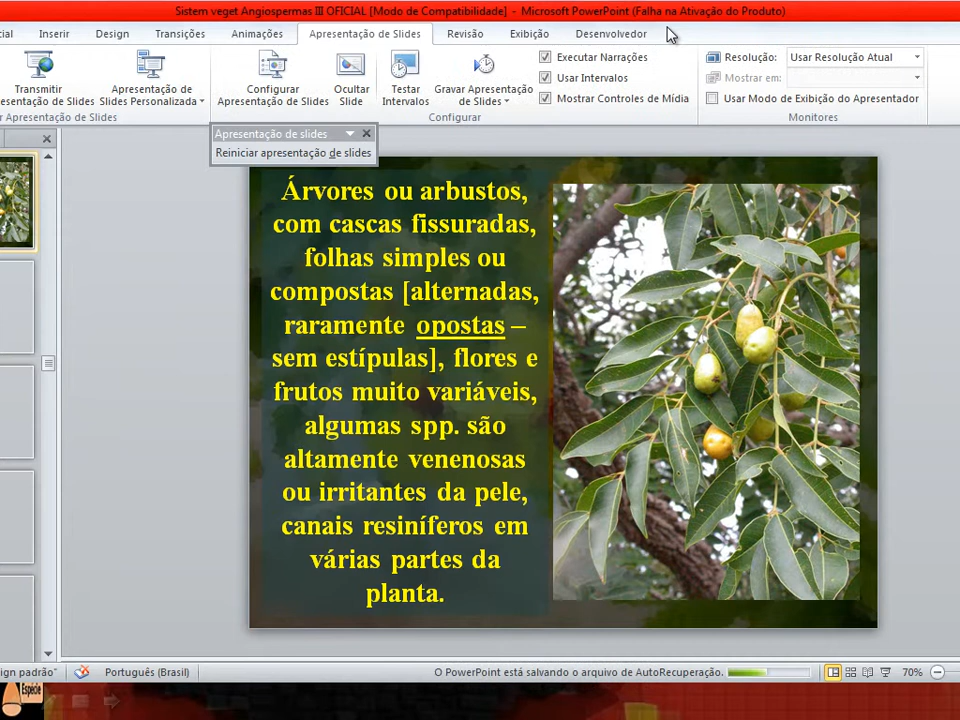 Sistem veget Angiospermas III OFICIAL [Modo de Compatibilidade] - Microsoft PowerPoint (Falha na Ativação do Produto)
Inserir Design Transições Animações Apresentação de Slides Revisão Exibição Desenvolvedor
Transmitir
Apresentação de
Slides Personalizada
Configurar
Apresentação de Slides
Ocultar
Slide
Testar
Intervalos
Gravar Apresentação
de Slides
Executar Narrações
Usar Intervalos
Mostrar Controles de Mídia
Configurar
Resolução: Usar Resolução Atual
Mostrar em:
Usar Modo de Exibição do Apresentador
Monitores
Apresentação de Slides
Apresentação de slides
Reiniciar apresentação de slides
Árvores ou arbustos,
com cascas fissuradas,
folhas simples ou
compostas [alternadas,
raramente opostas –
sem estípulas], flores e
frutos muito variáveis,
algumas spp. são
altamente venenosas
ou irritantes da pele,
canais resiníferos em
várias partes da
planta.
Português (Brasil)
O PowerPoint está salvando o arquivo de AutoRecuperação.
70%
Espécie